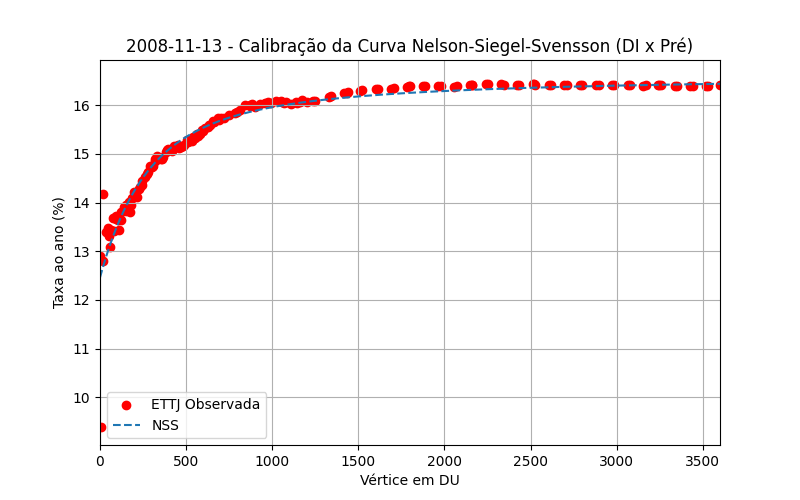 2008-11-13 - Calibração da Curva Nelson-Siegel-Svensson (DI x Pré)
Taxa ao ano (%)
16
15
14
13
12
11
10
ETTJ Observada
NSS
0 500 1000 1500 2000 2500 3000 3500
Vértice em DU